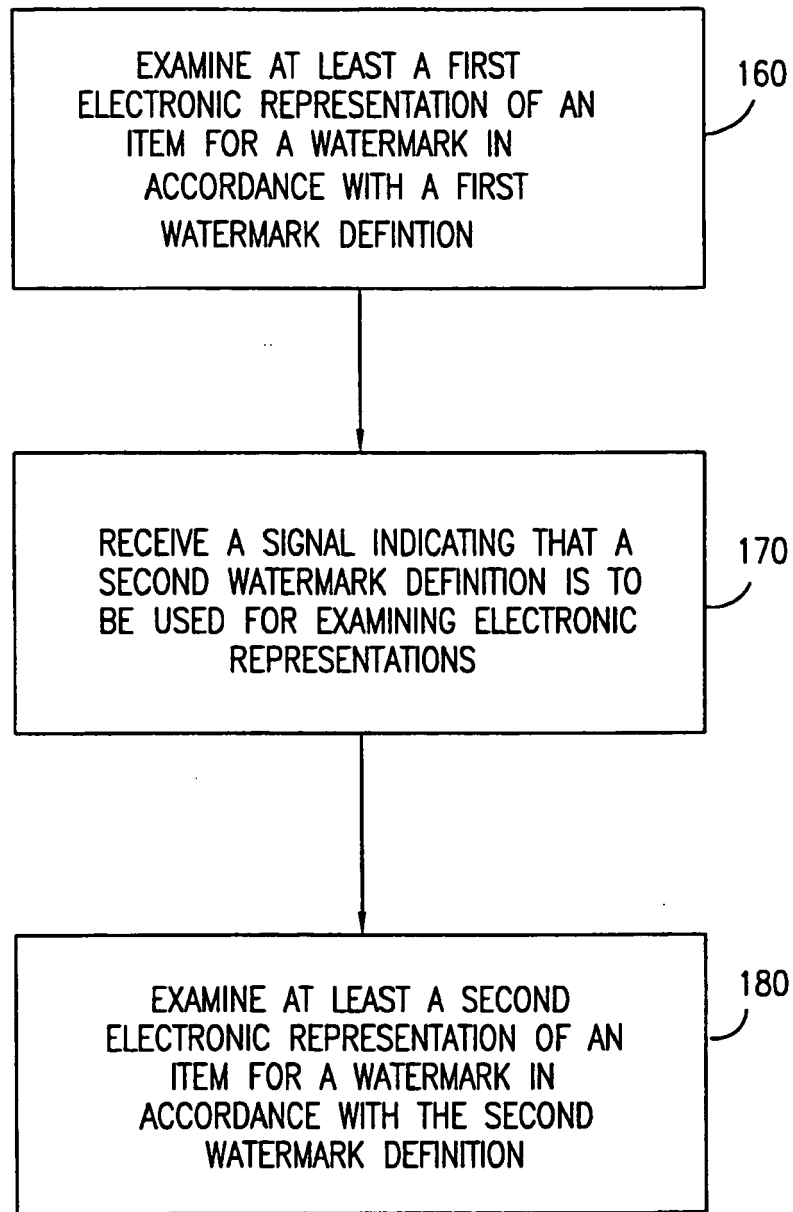 EXAMINE AT LEAST A FIRST
ELECTRONIC REPRESENTATION OF AN
ITEM FOR A WATERMARK IN
ACCORDANCE WITH A FIRST
WATERMARK DEFINTION
160
RECEIVE A SIGNAL INDICATING THAT A
SECOND WATERMARK DEFINITION IS TO
BE USED FOR EXAMINING ELECTRONIC
REPRESENTATIONS
170
EXAMINE AT LEAST A SECOND
ELECTRONIC REPRESENTATION OF AN
ITEM FOR A WATERMARK IN
ACCORDANCE WITH THE SECOND
WATERMARK DEFINITION
180